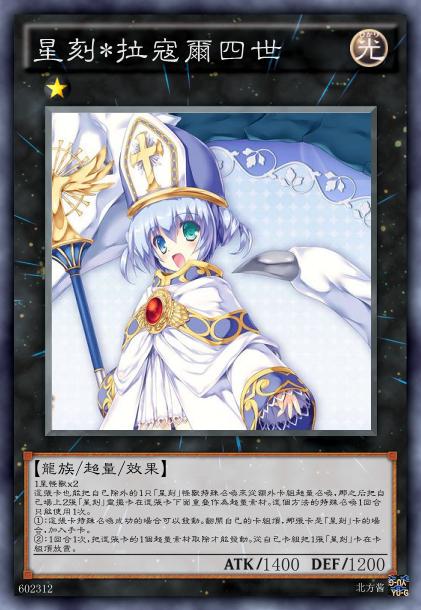 星刻*拉寇爾四世
光
【龍族/超量/效果】
1星怪獸x2
這張卡也能把自己除外的1只「星刻」怪獸特殊召喚來從額外卡組超量召喚，那之后把自
己場上2張「星刻」靈擺卡在這張卡下面重疊作為超量素材。這個方法的特殊召喚1回合
只能使用1次。
①:這張卡特殊召喚成功的場合可以發動。翻開自己的卡組頂，那張卡是「星刻」卡的場
合，加入手卡。
②:1回合1次，把這張卡的1個超量素材取除才能發動。從自己卡組把1張「星刻」卡在卡
組頂放置。
ATK/1400 DEF/1200
602312 北方酱